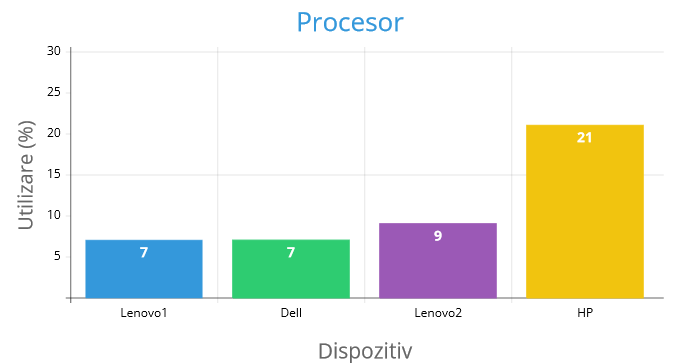 Procesor
Utilizare (%)
30
25
20
15
10
5
7
7
9
21
Lenovo1
Dell
Lenovo2
HP
Dispozitiv